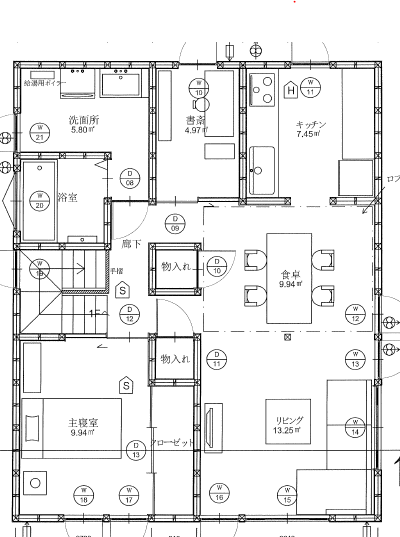 給湯用ボイラー
W
10
H
W
11
洗面所
5.80㎡
書斎
4.97㎡
キッチン
7.45㎡
W
21
D
08
W
20
浴室
ロフ
D
09
廊下
物入れ
D
10
食卓
9.94㎡
W
19
手摺
S
1F
D
12
W
12
物入れ
D
11
W
13
S
主寝室
9.94㎡
リビング
13.25㎡
W
14
D
13
クローゼット
W
18
W
17
W
16
W
15